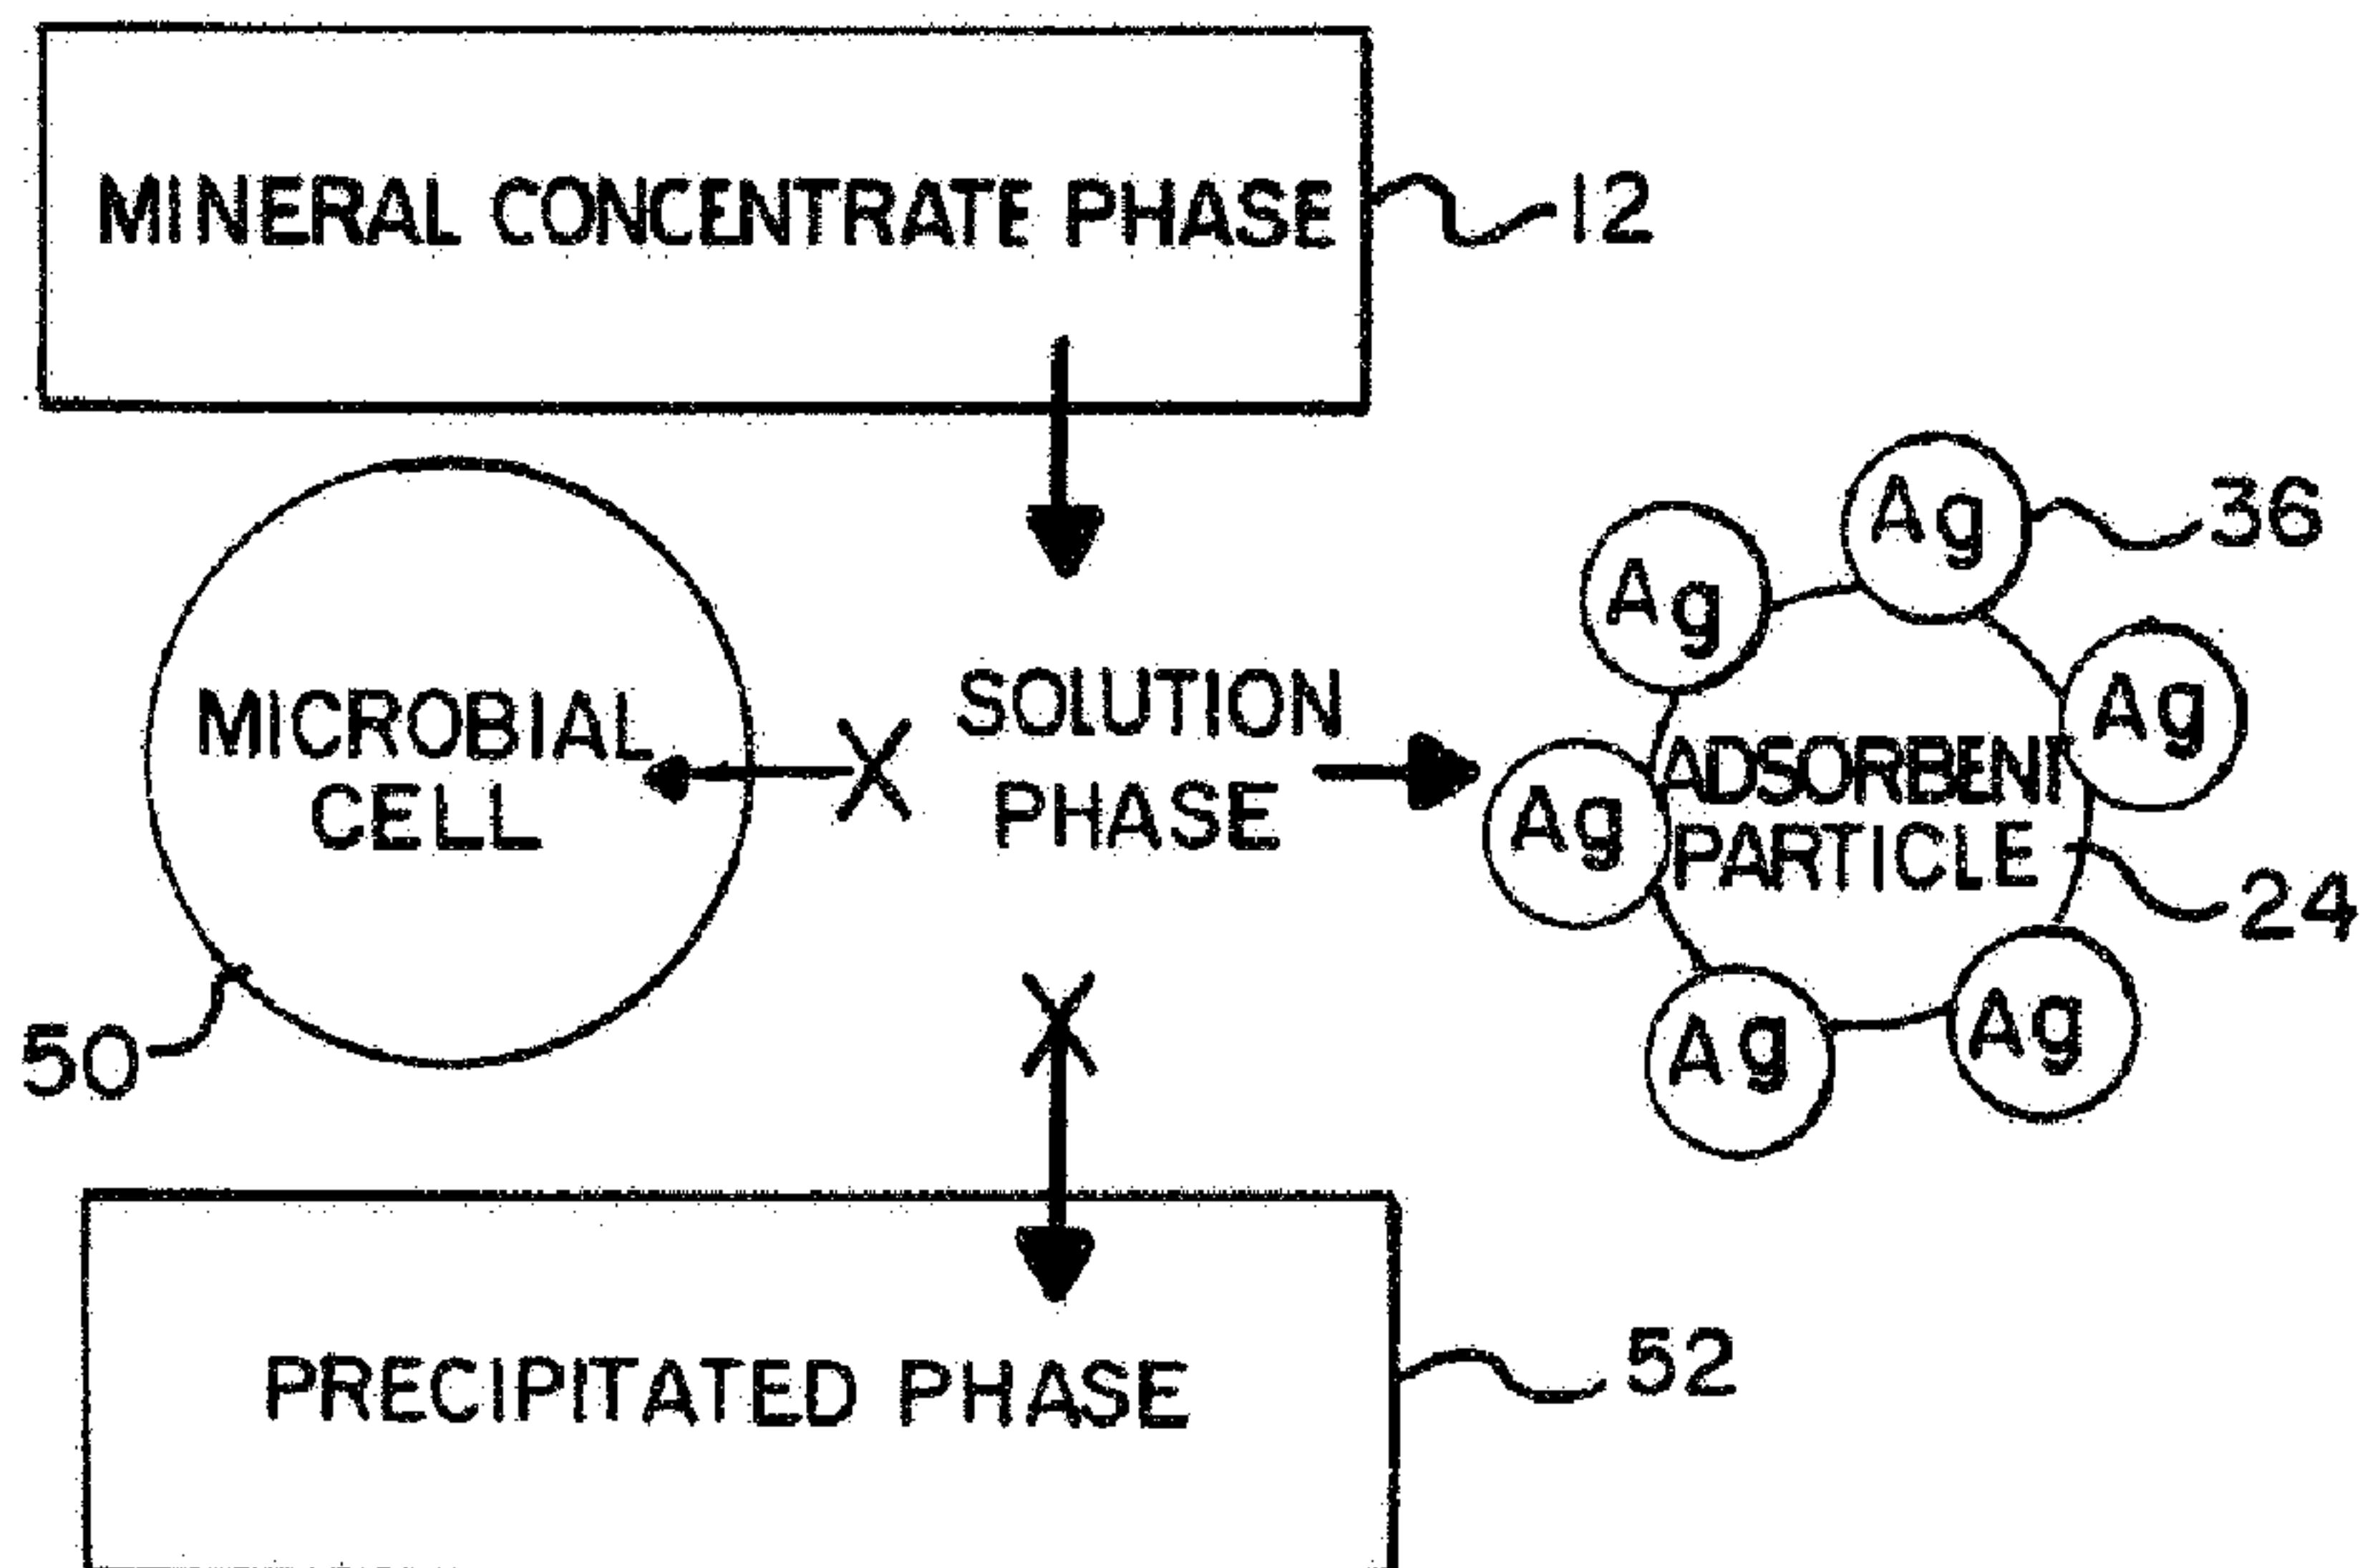 MINERAL CONCENTRATE PHASE
12
Ag
36
Ag
Ag
MICROBIAL
CELL
X
SOLUTION
PHASE
Ag
ADSORBENT
PARTICLE
24
50
X
Ag
Ag
PRECIPITATED PHASE
52